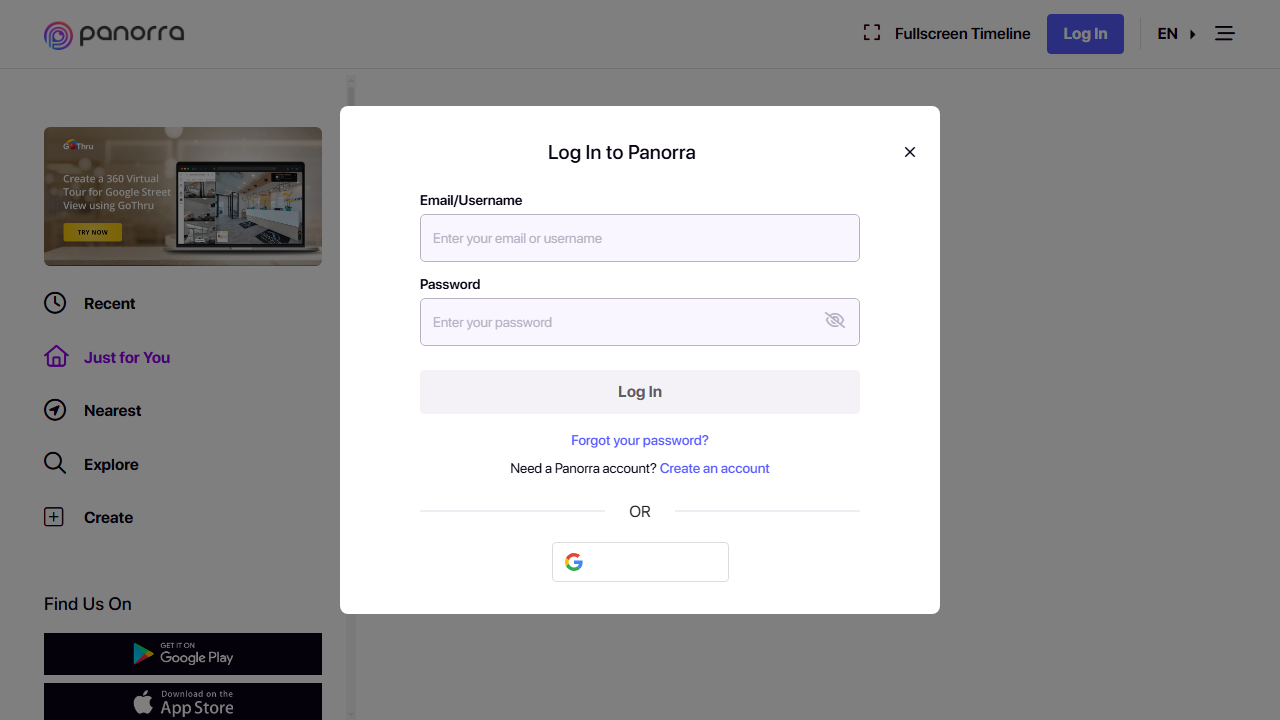 panorra
Fullscreen Timeline
Log In
EN
GoThru
Create a 360 Virtual
Tour for Google Street
View using GoThru
TRY NOW
Recent
Just for You
Nearest
Explore
Create
Find Us On
GET IT ON
Google Play
Download on the
App Store
Log In to Panorra
Email/Username
Enter your email or username
Password
Enter your password
Log In
Forgot your password?
Need a Panorra account? Create an account
OR